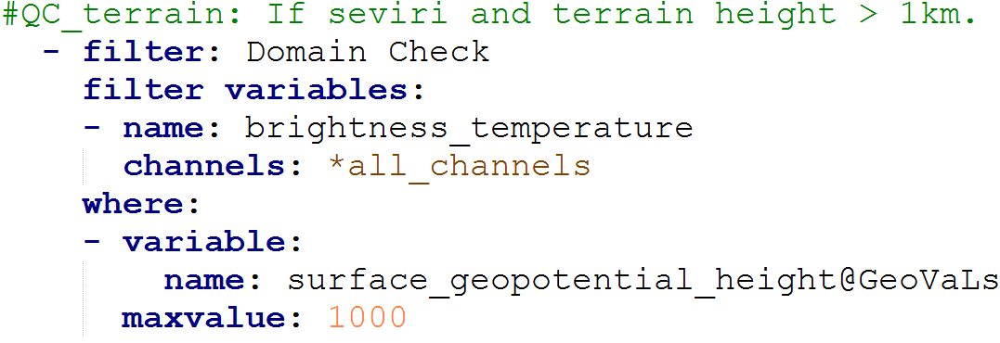 #QC_terrain: If seviri and terrain height > 1km.
  - filter: Domain Check
    filter variables:
    - name: brightness_temperature
      channels: *all_channels
    where:
    - variable:
        name: surface_geopotential_height@GeoVaLs
      maxvalue: 1000